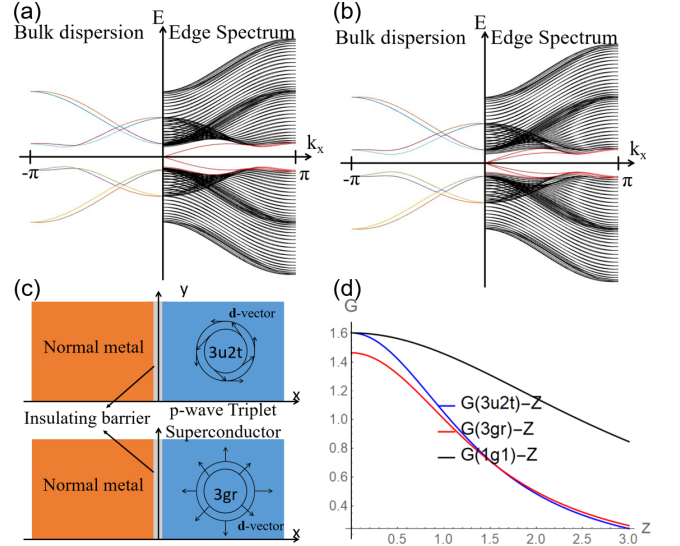 (a)
E
Bulk dispersion
Edge Spectrum
kx
-π
π
(b)
E
Bulk dispersion
Edge Spectrum
kx
-π
π
(c)
y
d-vector
Normal metal
3u2t
x
Insulating barrier
p-wave Triplet
Superconductor
Normal metal
3gr
d-vector
x
(d)
G
1.6
1.4
1.2
1.0
0.8
0.6
0.4
G(3u2t)-Z
G(3gr)-Z
G(1g1)-Z
0.5
1.0
1.5
2.0
2.5
3.0
Z